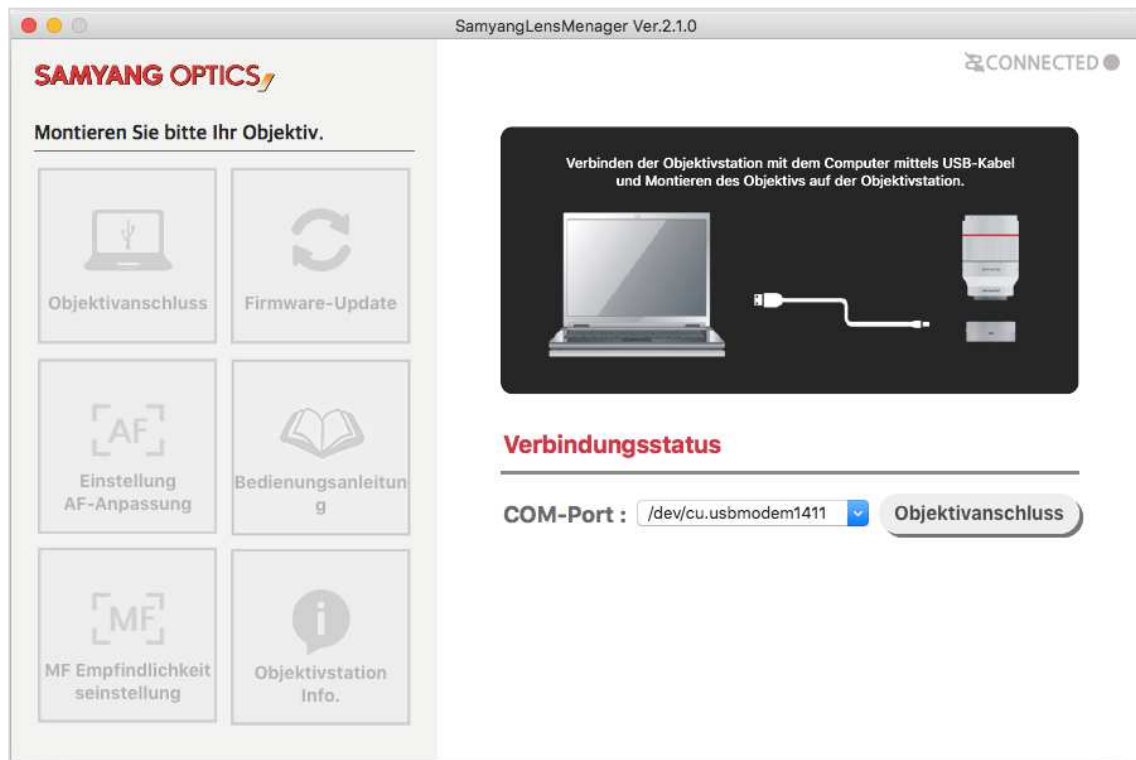 SamyangLensMenager Ver.2.1.0
SAMYANG OPTICS
CONNECTED
Montieren Sie bitte Ihr Objektiv.
Objektivanschluss
Firmware-Update
AF
Einstellung
AF-Anpassung
Bedienungsanleitun
g
MF
MF Empfindlichkeit
seinstellung
i
Objektivstation
Info.
Verbinden der Objektivstation mit dem Computer mittels USB-Kabel
und Montieren des Objektivs auf der Objektivstation.
Verbindungsstatus
COM-Port : /dev/cu.usbmodem1411 Objektivanschluss